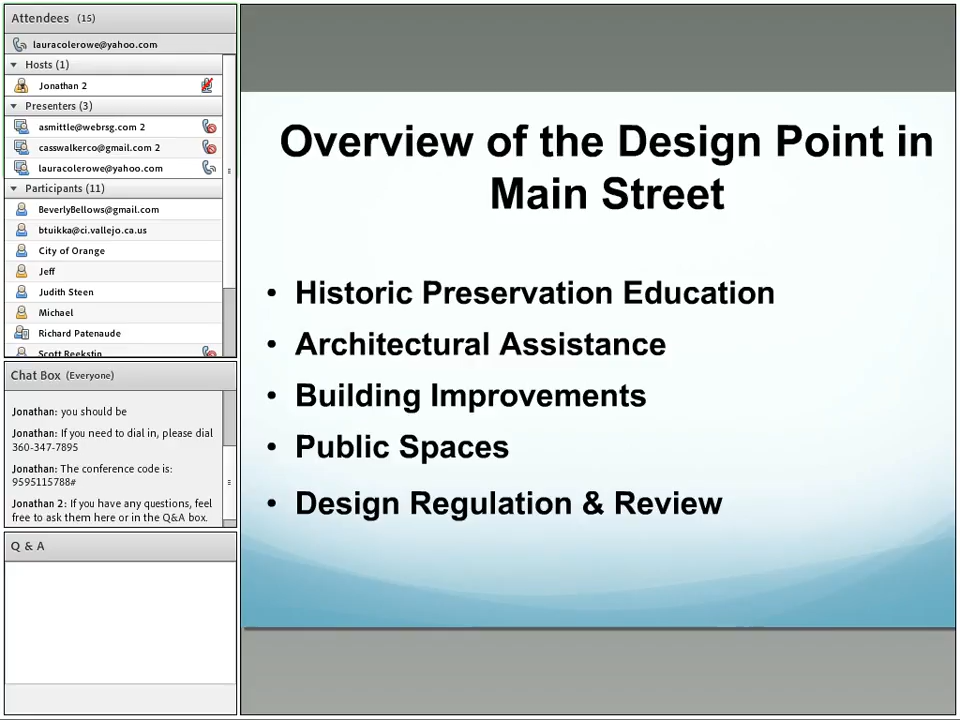 Attendees (15)
lauracolerowe@yahoo.com
Hosts (1)
Jonathan 2
Presenters (3)
asmittle@webrsg.com 2
casswalkerco@gmail.com 2
lauracolerowe@yahoo.com
Participants (11)
BeverlyBellows@gmail.com
btuikka@ci.vallejo.ca.us
City of Orange
Jeff
Judith Steen
Michael
Richard Patenaude
Scott Reekstin
Chat Box (Everyone)
Jonathan: you should be
Jonathan: If you need to dial in, please dial
360-347-7895
Jonathan: The conference code is:
9595115788#
Jonathan 2: If you have any questions, feel
free to ask them here or in the Q&A box.
Q & A
Overview of the Design Point in
Main Street
• Historic Preservation Education
• Architectural Assistance
• Building Improvements
• Public Spaces
• Design Regulation & Review